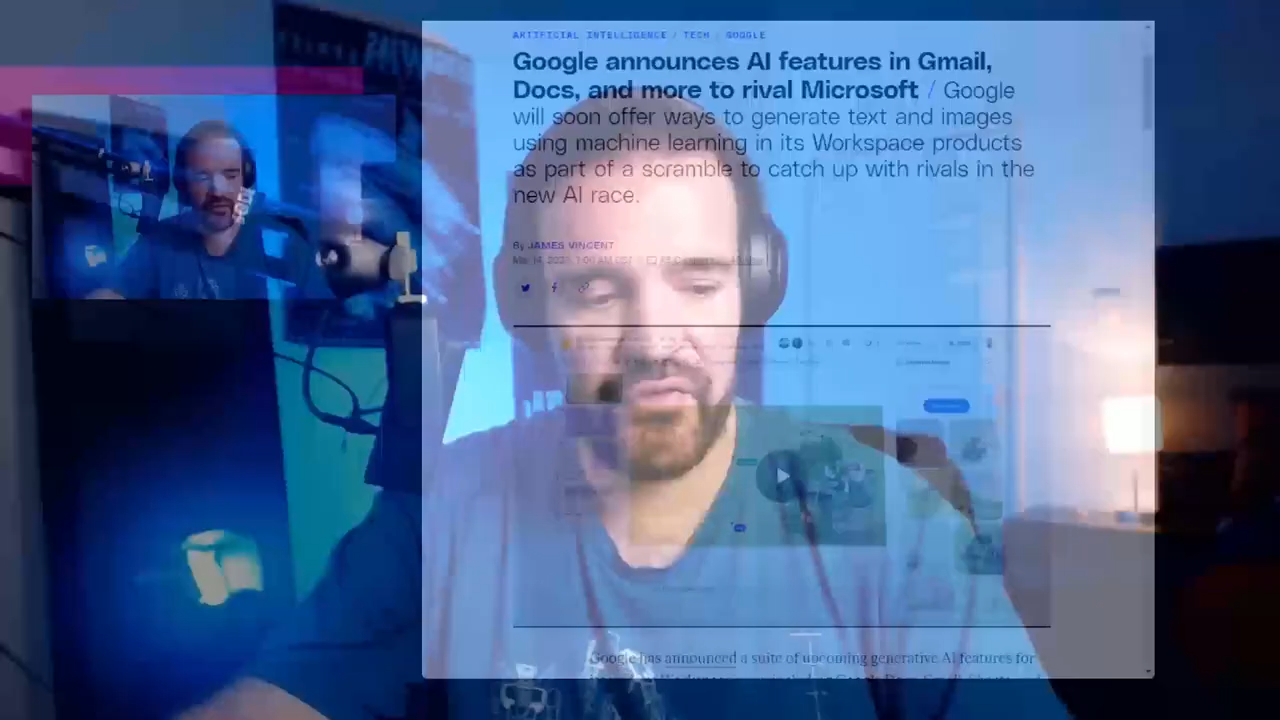 ARTIFICIAL INTELLIGENCE / TECH / GOOGLE
Google announces AI features in Gmail,
Docs, and more to rival Microsoft / Google
will soon offer ways to generate text and images
using machine learning in its Workspace products
as part of a scramble to catch up with rivals in the
new AI race.
By JAMES VINCENT
Google has announced a suite of upcoming generative AI features for